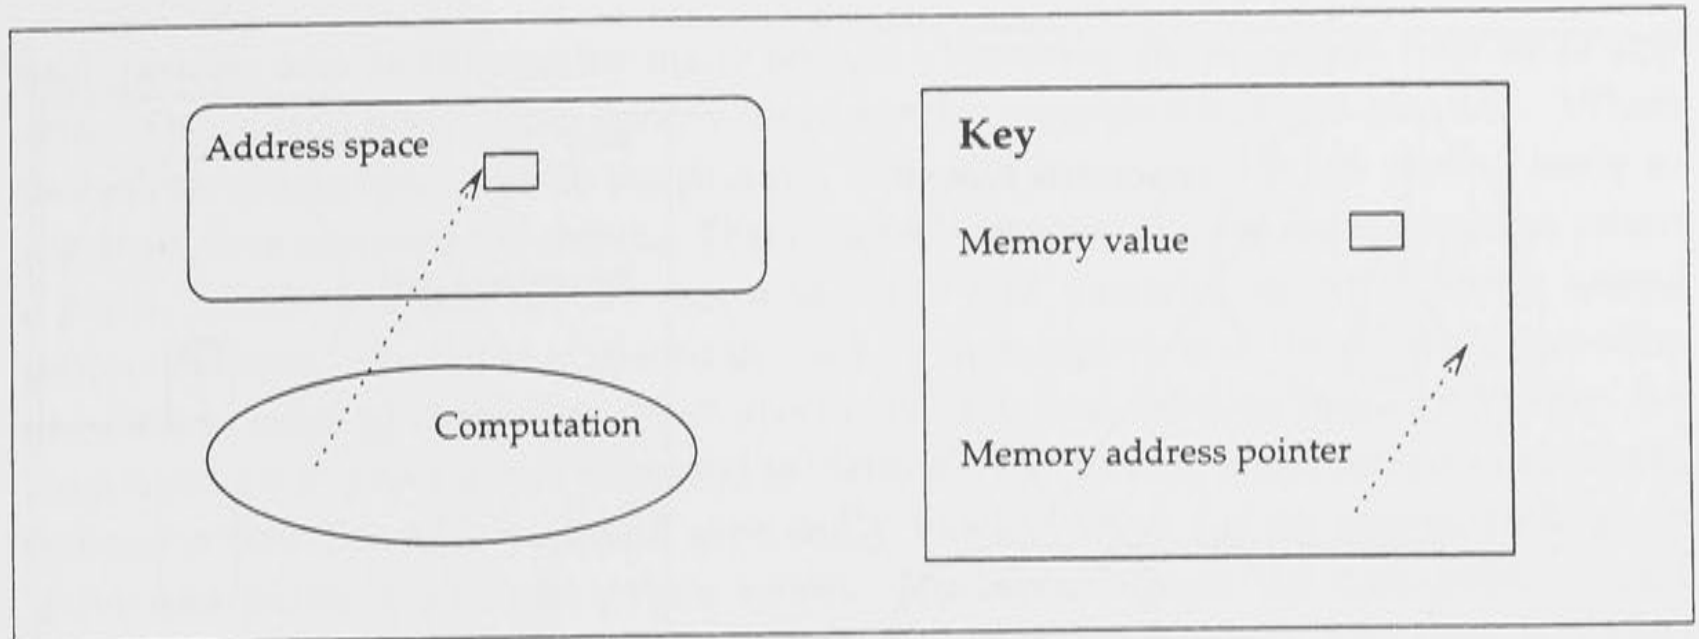 Address space
Computation
Key
Memory value
Memory address pointer